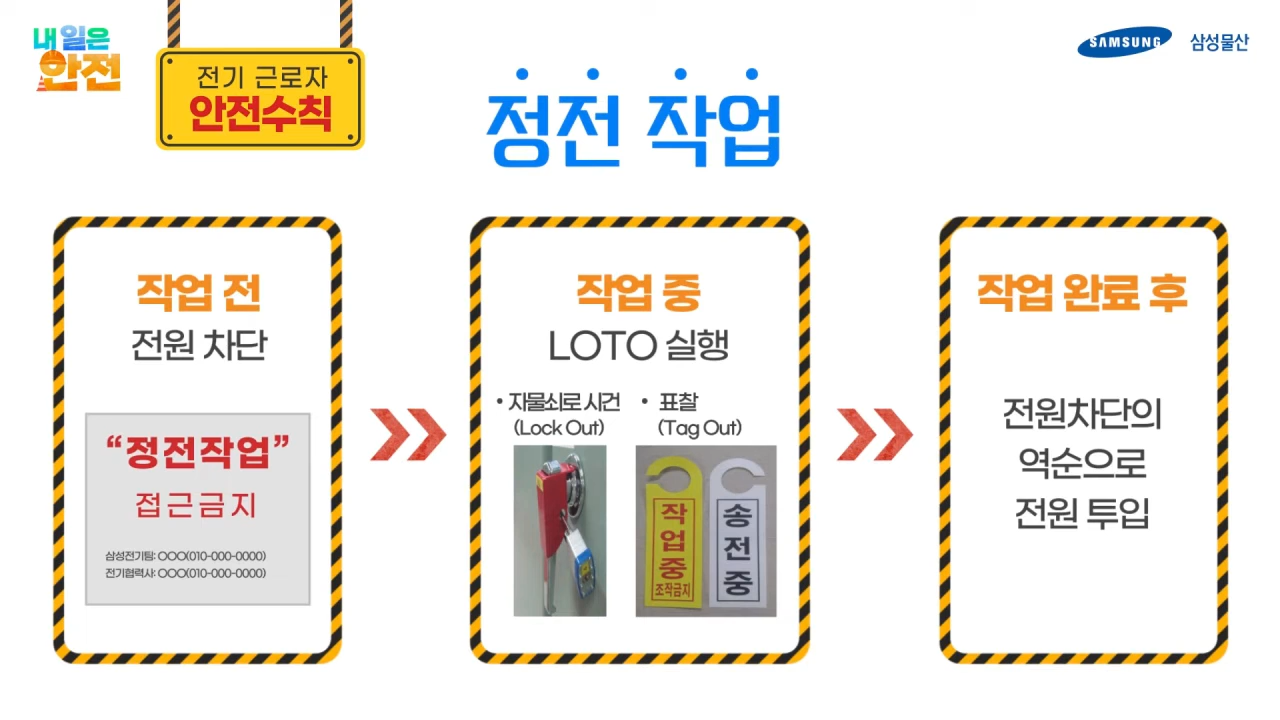 내 일은
안전
전기 근로자
안전수칙
정전 작업
SAMSUNG 삼성물산
작업 전
전원 차단
“정전작업”
접근금지
삼성전기팀: OOO(010-000-0000)
전기협력사: OOO(010-000-0000)
작업 중
LOTO 실행
• 자물쇠로 시건
(Lock Out)
• 표찰
(Tag Out)
작업중
조작금지
송전중
작업 완료 후
전원차단의
역순으로
전원 투입